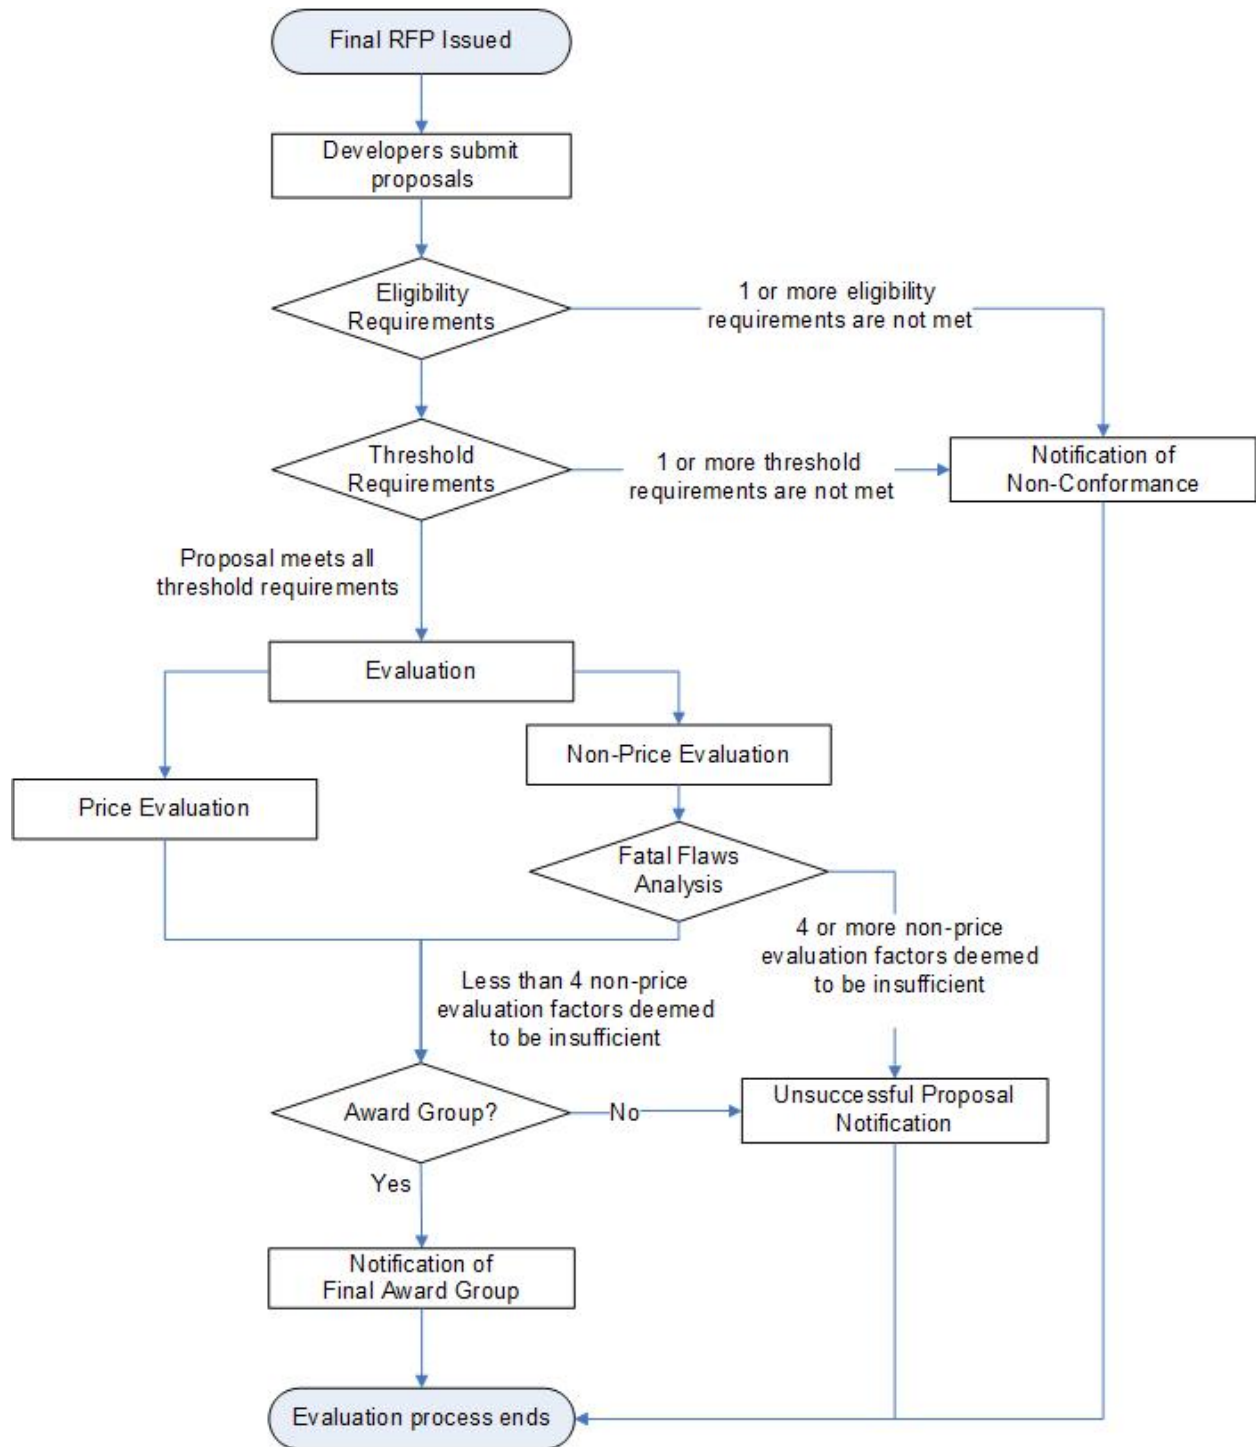 Final RFP Issued
Developers submit
proposals
Eligibility
Requirements
1 or more eligibility
requirements are not met
Threshold
Requirements
1 or more threshold
requirements are not met
Notification of
Non-Conformance
Proposal meets all
threshold requirements
Evaluation
Non-Price Evaluation
Price Evaluation
Fatal Flaws
Analysis
4 or more non-price
evaluation factors deemed
to be insufficient
Less than 4 non-price
evaluation factors deemed
to be insufficient
Award Group?
No
Unsuccessful Proposal
Notification
Yes
Notification of
Final Award Group
Evaluation process ends